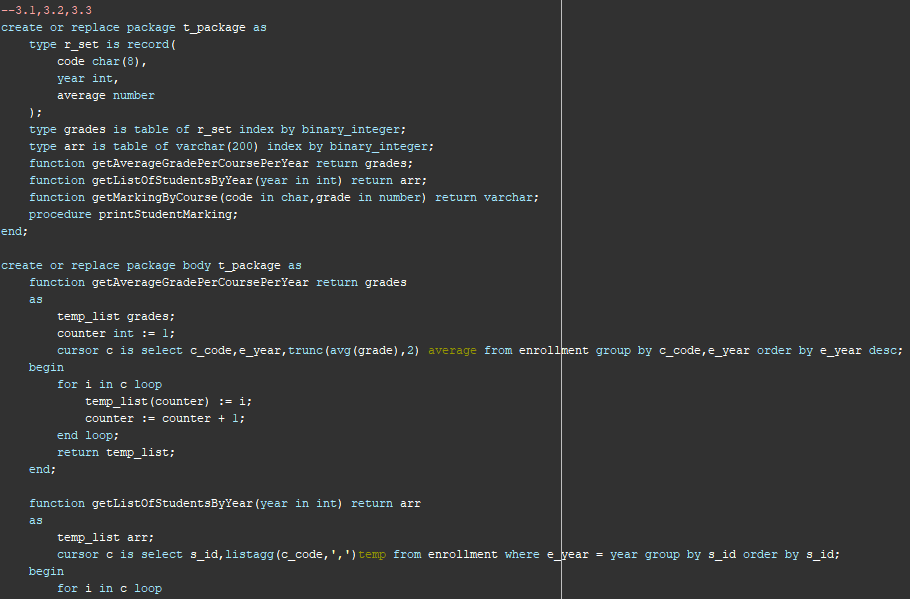 --3.1,3.2,3.3
create or replace package t_package as
    type r_set is record(
        code char(8),
        year int,
        average number
    );
    type grades is table of r_set index by binary_integer;
    type arr is table of varchar(200) index by binary_integer;
    function getAverageGradePerCoursePerYear return grades;
    function getListOfStudentsByYear(year in int) return arr;
    function getMarkingByCourse(code in char,grade in number) return varchar;
    procedure printStudentMarking;
end;

create or replace package body t_package as
    function getAverageGradePerCoursePerYear return grades
    as
        temp_list grades;
        counter int := 1;
        cursor c is select c_code,e_year,trunc(avg(grade),2) average from enrollment group by c_code,e_year order by e_year desc;
    begin
        for i in c loop
            temp_list(counter) := i;
            counter := counter + 1;
        end loop;
        return temp_list;
    end;

    function getListOfStudentsByYear(year in int) return arr
    as
        temp_list arr;
        cursor c is select s_id,listagg(c_code,',')temp from enrollment where e_year = year group by s_id order by s_id;
    begin
        for i in c loop